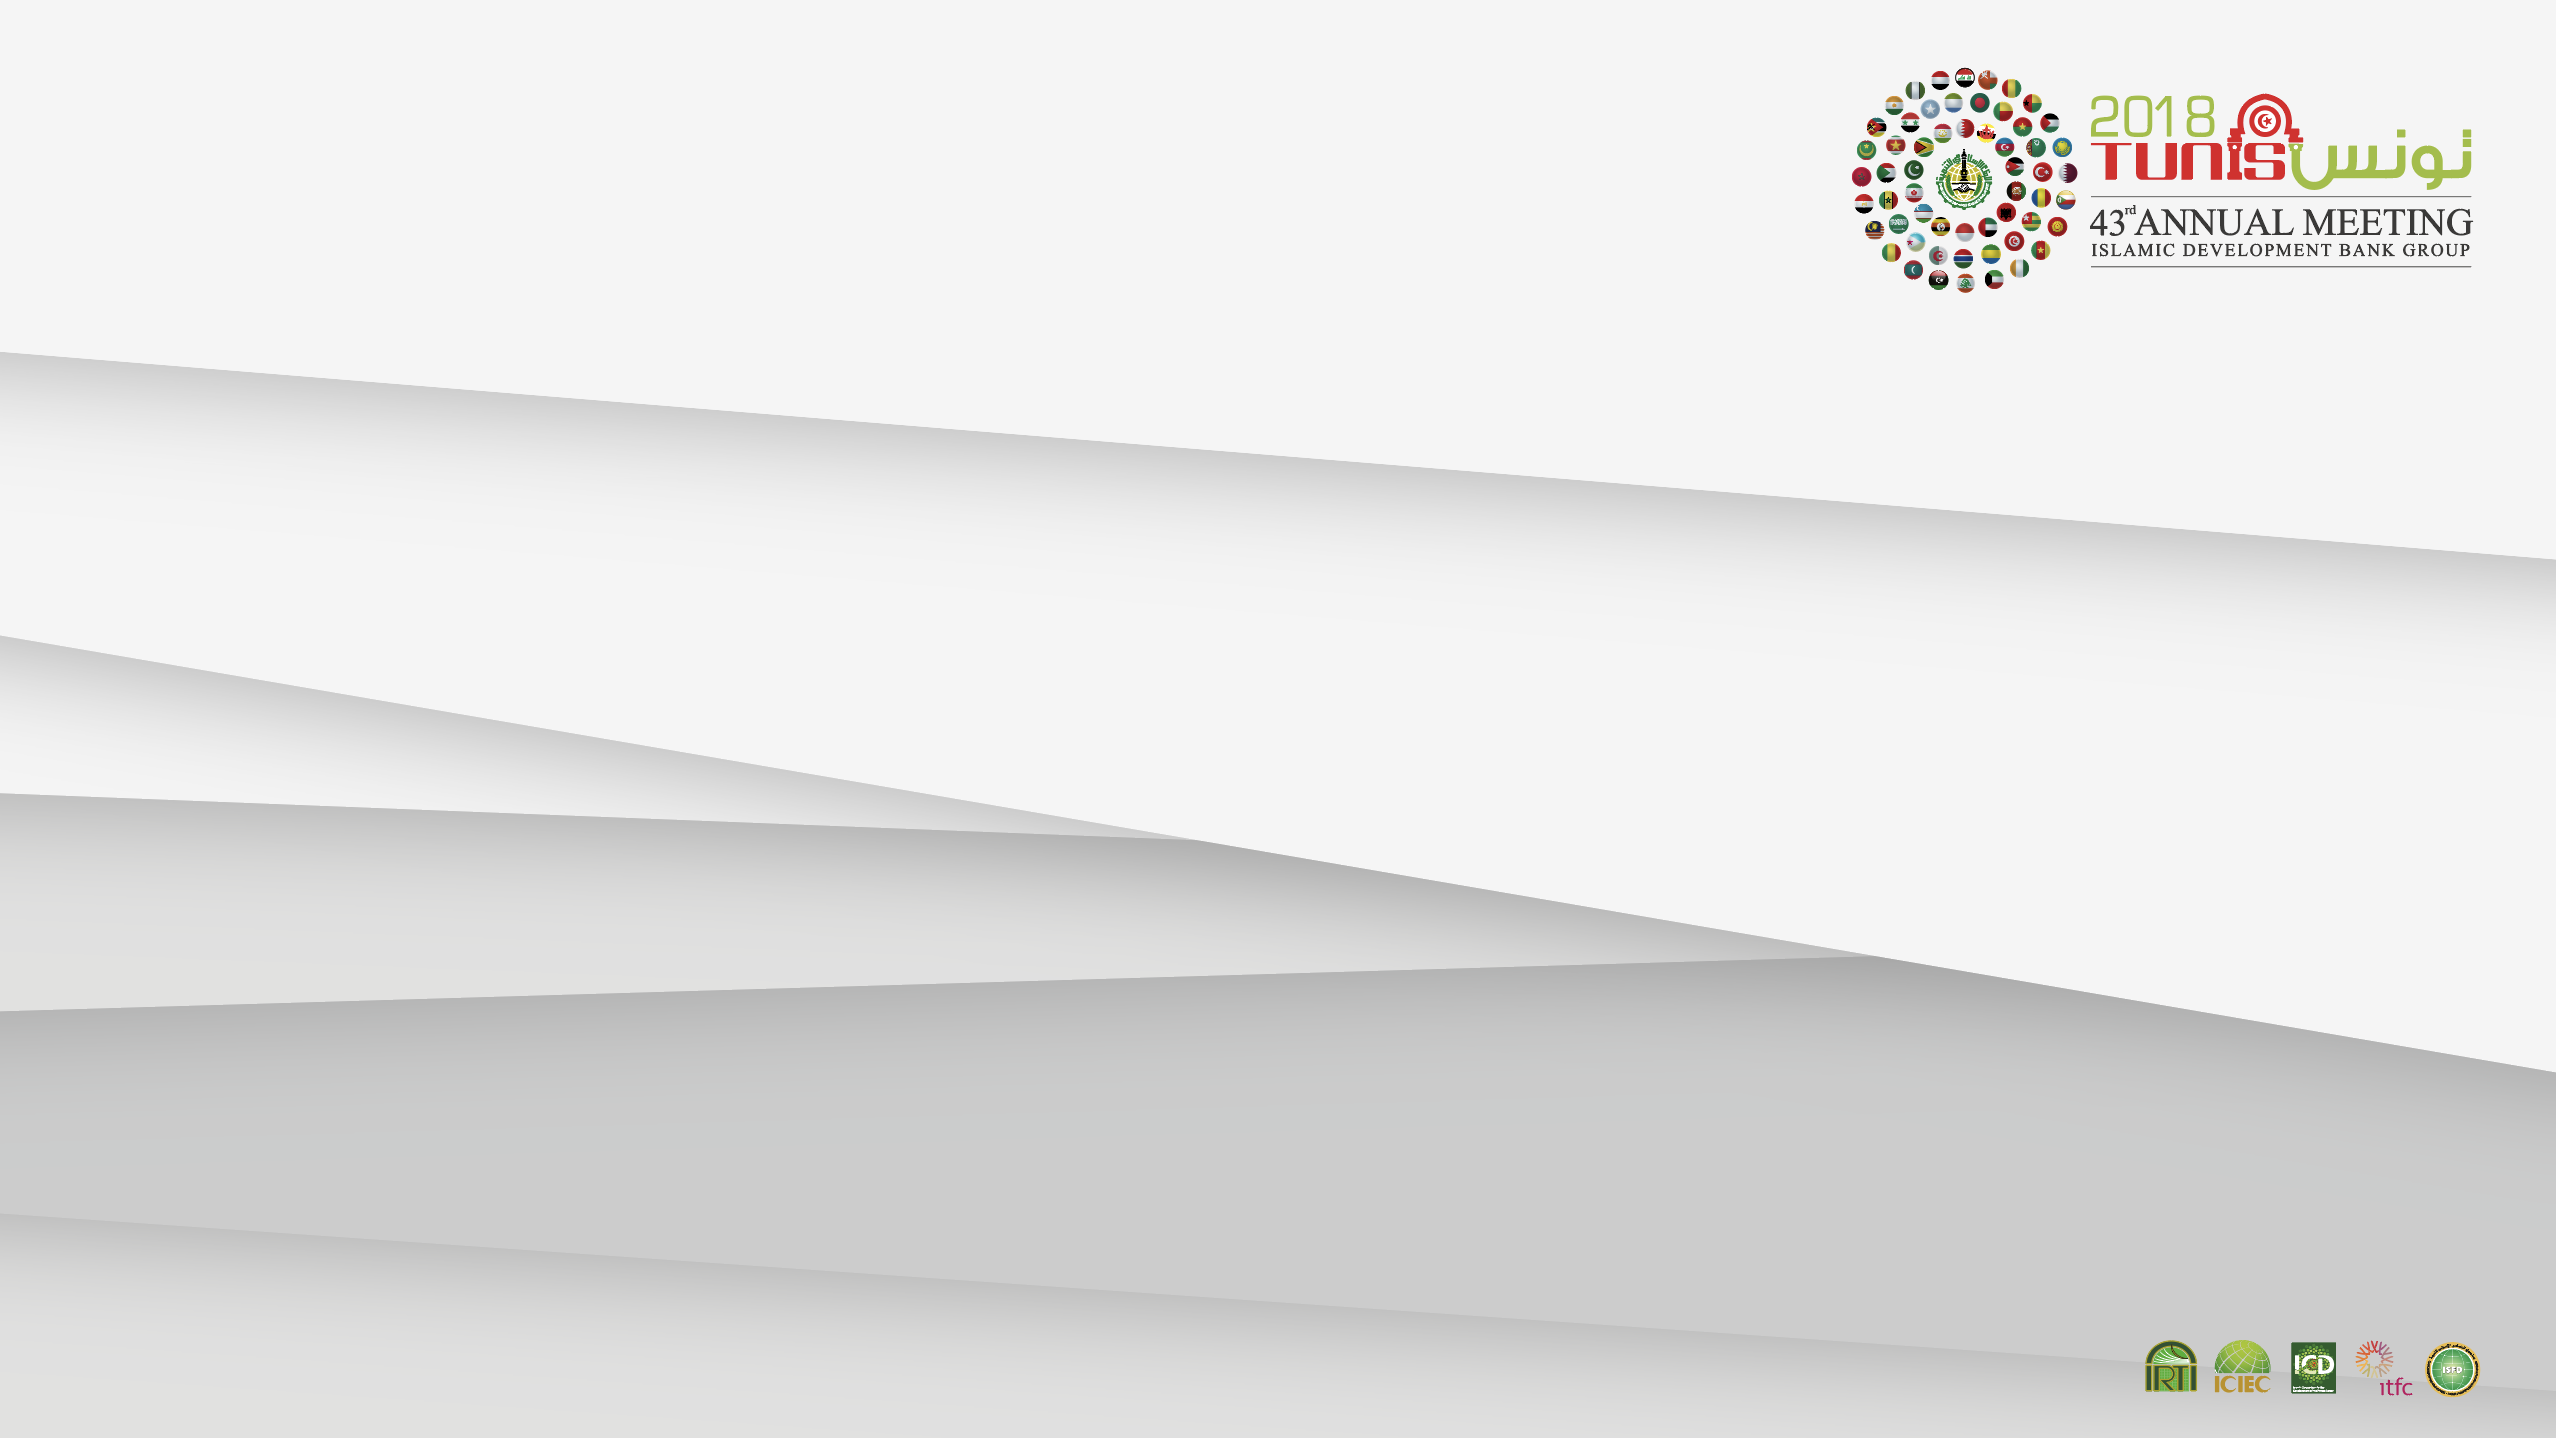 2018
TUNIS تونس
43rd ANNUAL MEETING
ISLAMIC DEVELOPMENT BANK GROUP
IRTI
ICIEC
ICD
itfc
ISFD